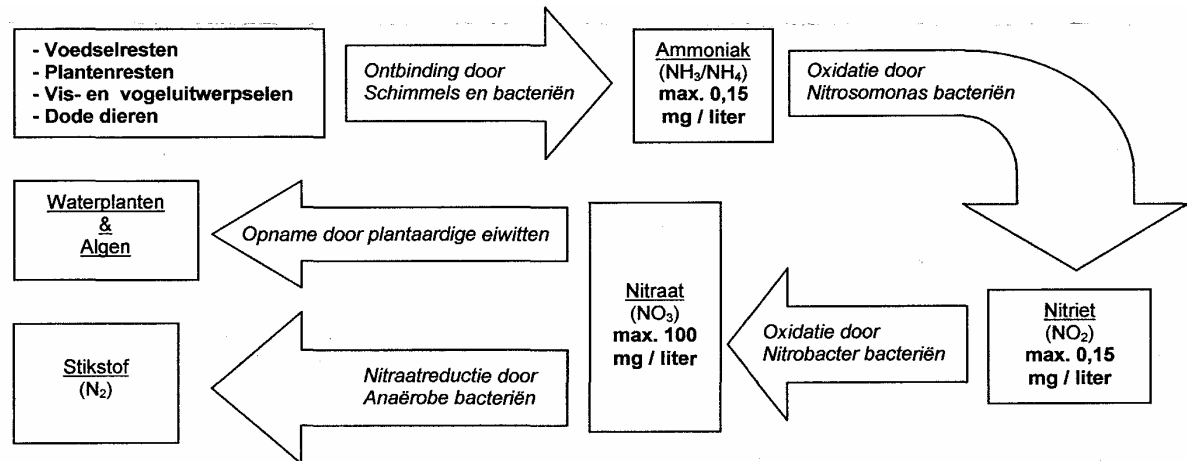 - Voedselresten
- Plantenresten
- Vis- en vogeluitwerpselen
- Dode dieren
Ontbinding door
Schimmels en bacteriën
Ammoniak
(NH₃/NH₄)
max. 0,15
mg / liter
Oxidatie door
Nitrosomonas bacteriën
Waterplanten
&
Algen
Opname door plantaardige eiwitten
Nitraat
(NO₃)
max. 100
mg / liter
Oxidatie door
Nitrobacter bacteriën
Nitriet
(NO₂)
max. 0,15
mg / liter
Stikstof
(N₂)
Nitraatreductie door
Anaërobe bacteriën